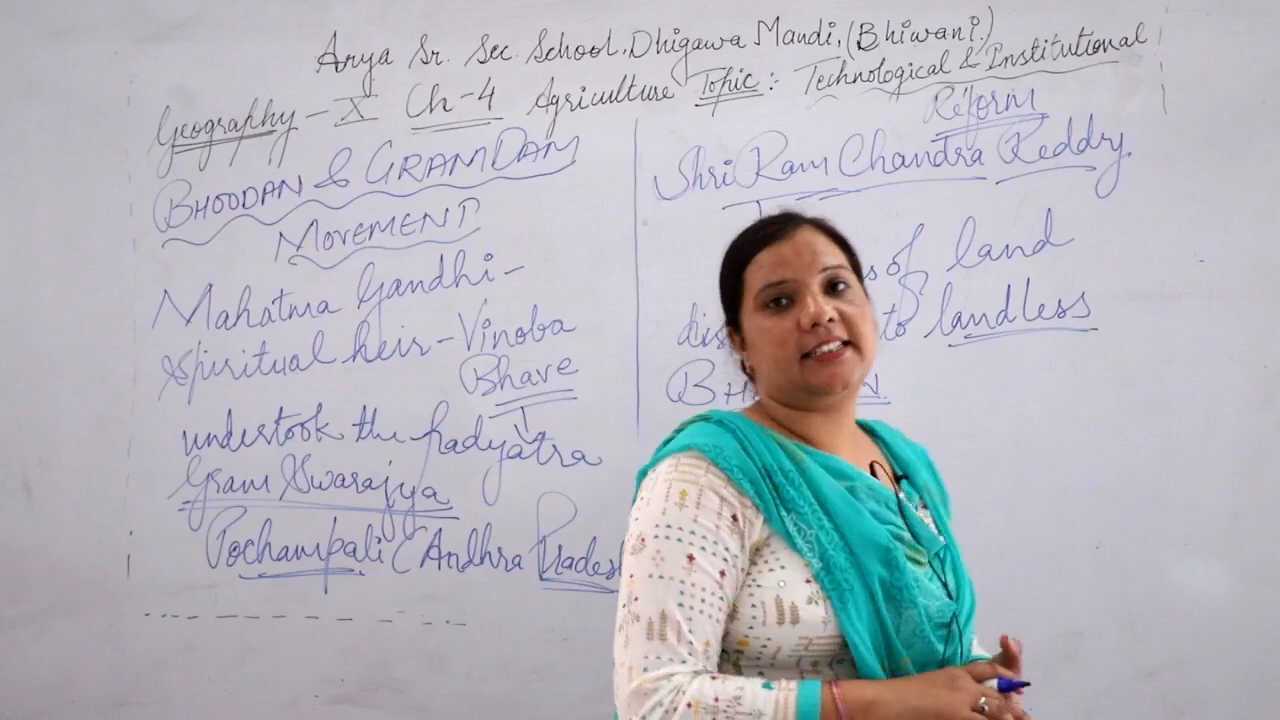 Arya Sr. Sec. School, Dhigawa Mandi, (Bhiwani.)
Geography - X Ch-4 Agriculture Topic : Technological & Institutional
Reform
BHOODAN & GRAMDAN
MOVEMENT
Mahatma Gandhi -
Spiritual heir - Vinoba
Bhave
undertook the padyatra
Gram Swarajya
Pochampali (Andhra Prades
Shri Ram Chandra Reddy
of land
to landless